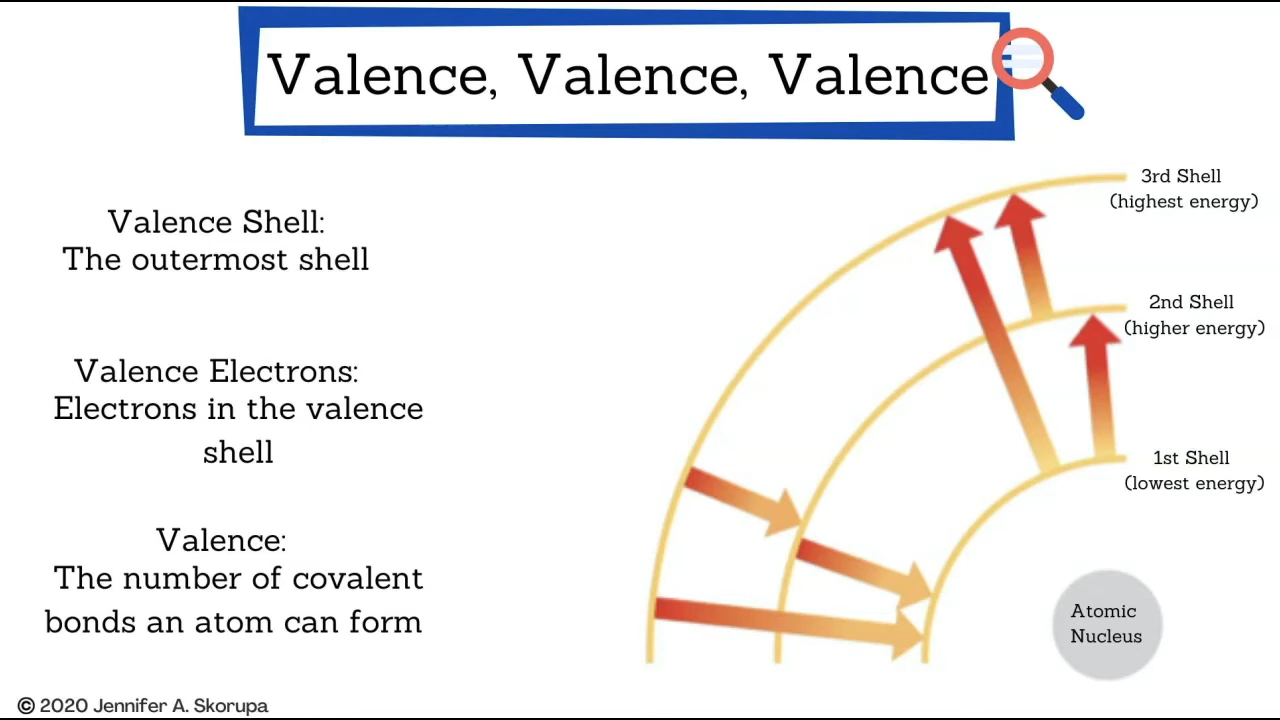 Valence, Valence, Valence
Valence Shell:
The outermost shell
Valence Electrons:
Electrons in the valence
shell
Valence:
The number of covalent
bonds an atom can form
3rd Shell
(highest energy)
2nd Shell
(higher energy)
1st Shell
(lowest energy)
Atomic
Nucleus
© 2020 Jennifer A. Skorupa